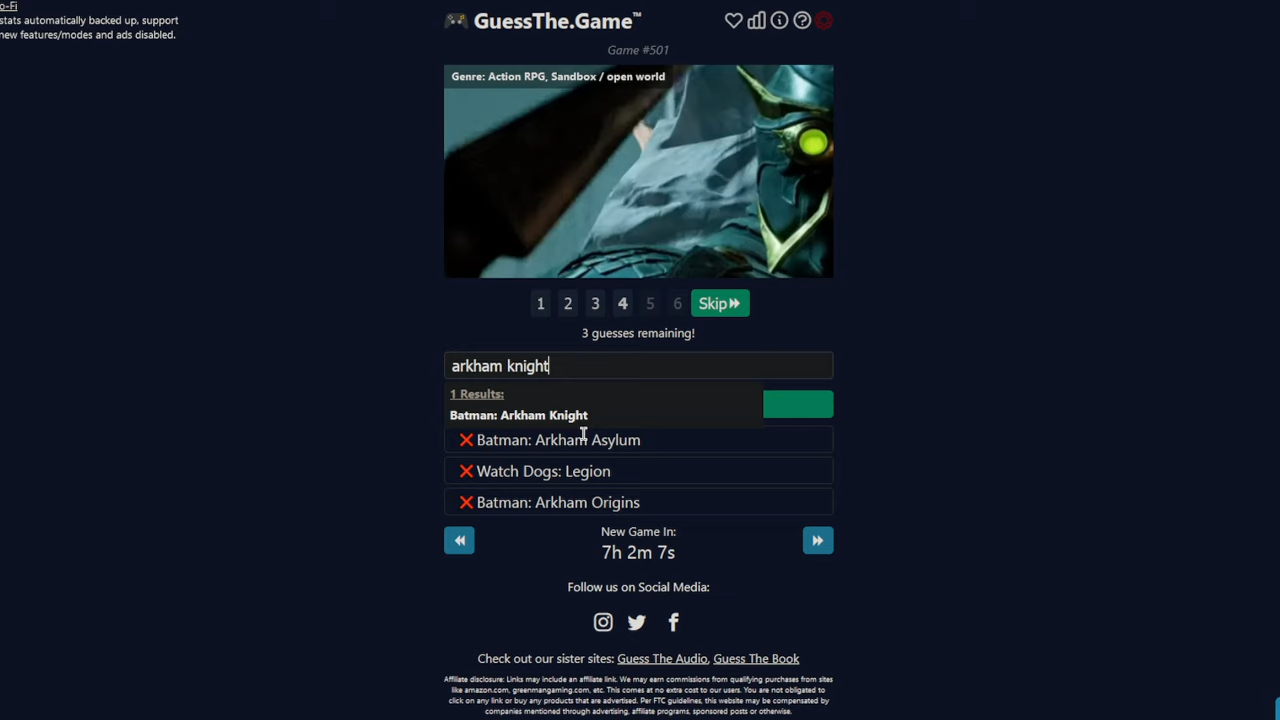 o-Fi
stats automatically backed up, support
new features/modes and ads disabled.
GuessThe.Game™
Game #501
Genre: Action RPG, Sandbox / open world
1 2 3 4 5 6 Skip
3 guesses remaining!
arkham knight
1 Results:
Batman: Arkham Knight
Batman: Arkham Asylum
Watch Dogs: Legion
Batman: Arkham Origins
New Game In:
7h 2m 7s
Follow us on Social Media:
Check out our sister sites: Guess The Audio, Guess The Book
Affiliate disclosure: Links may include an affiliate link. We may earn commissions from qualifying purchases from sites
like amazon.com, greenmangaming.com, etc. This comes at no extra cost to our users. You are not obligated to
click on any link or buy any products that are advertised. Per FTC guidelines, this website may be compensated by
companies mentioned through advertising, affiliate programs, sponsored posts or otherwise.